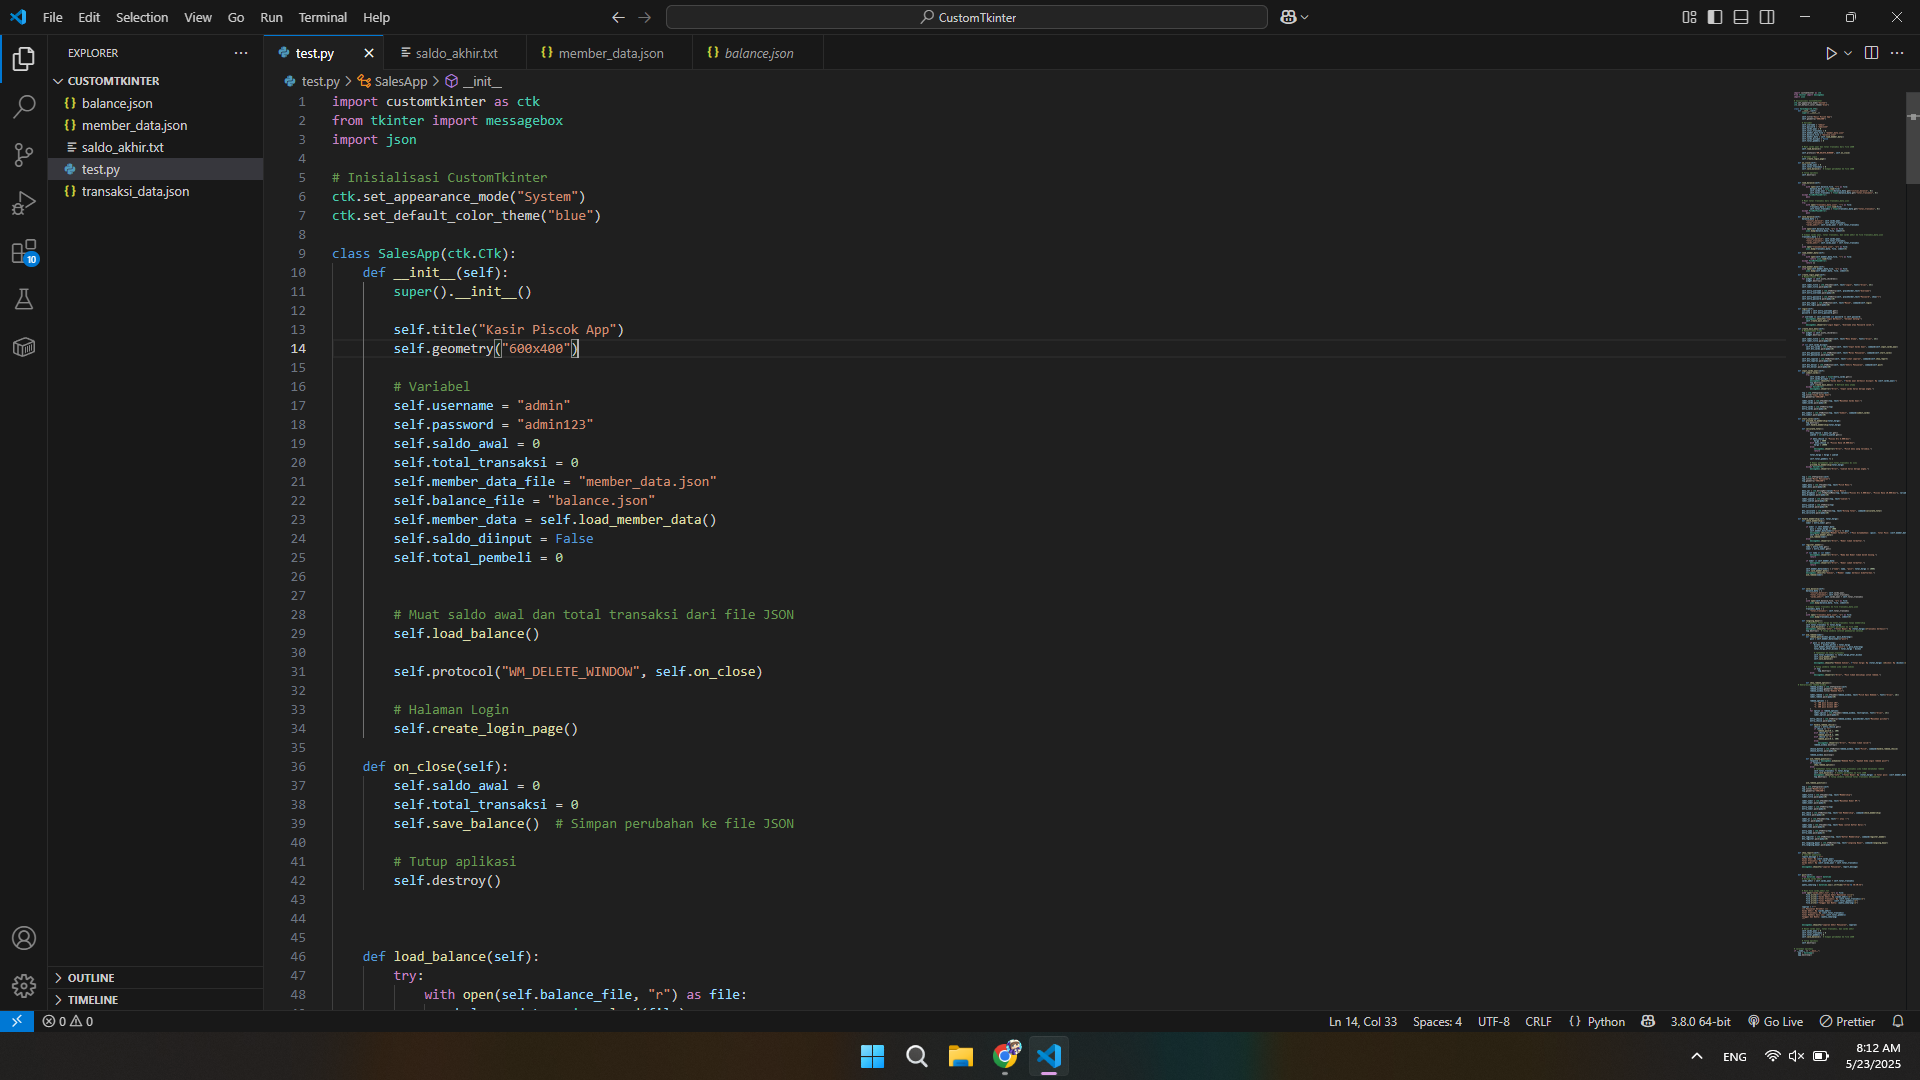 File Edit Selection View Go Run Terminal Help
CustomTkinter
EXPLORER
CUSTOMTKINTER
balance.json
member_data.json
saldo_akhir.txt
test.py
transaksi_data.json
10
OUTLINE
TIMELINE
test.py saldo_akhir.txt member_data.json balance.json
test.py > SalesApp > __init__
1 import customtkinter as ctk
2 from tkinter import messagebox
3 import json
4
5 # Inisialisasi CustomTkinter
6 ctk.set_appearance_mode("System")
7 ctk.set_default_color_theme("blue")
8
9 class SalesApp(ctk.CTk):
10 def __init__(self):
11 super().__init__()
12
13 self.title("Kasir Piscok App")
14 self.geometry("600x400")
15
16 # Variabel
17 self.username = "admin"
18 self.password = "admin123"
19 self.saldo_awal = 0
20 self.total_transaksi = 0
21 self.member_data_file = "member_data.json"
22 self.balance_file = "balance.json"
23 self.member_data = self.load_member_data()
24 self.saldo_diinput = False
25 self.total_pembeli = 0
26
27
28 # Muat saldo awal dan total transaksi dari file JSON
29 self.load_balance()
30
31 self.protocol("WM_DELETE_WINDOW", self.on_close)
32
33 # Halaman Login
34 self.create_login_page()
35
36 def on_close(self):
37 self.saldo_awal = 0
38 self.total_transaksi = 0
39 self.save_balance() # Simpan perubahan ke file JSON
40
41 # Tutup aplikasi
42 self.destroy()
43
44
45
46 def load_balance(self):
47 try:
48 with open(self.balance_file, "r") as file:
0 0
Ln 14, Col 33 Spaces: 4 UTF-8 CRLF {} Python 3.8.0 64-bit Go Live Prettier
ENG
8:12 AM
5/23/2025